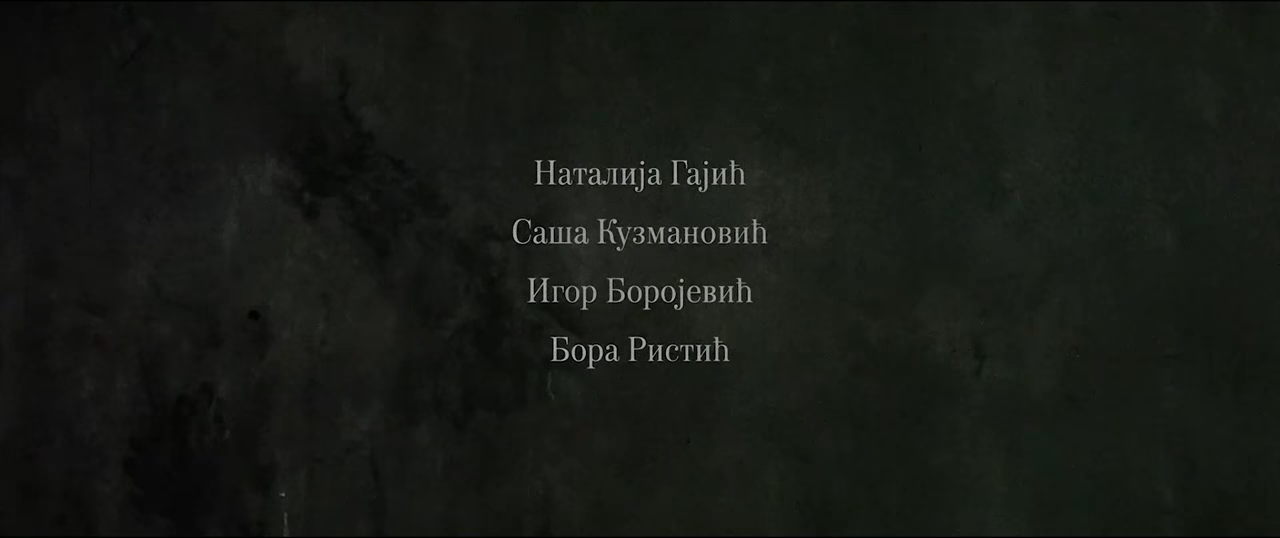 Наталија Гајић
Саша Кузмановић
Игор Боројевић
Бора Ристић